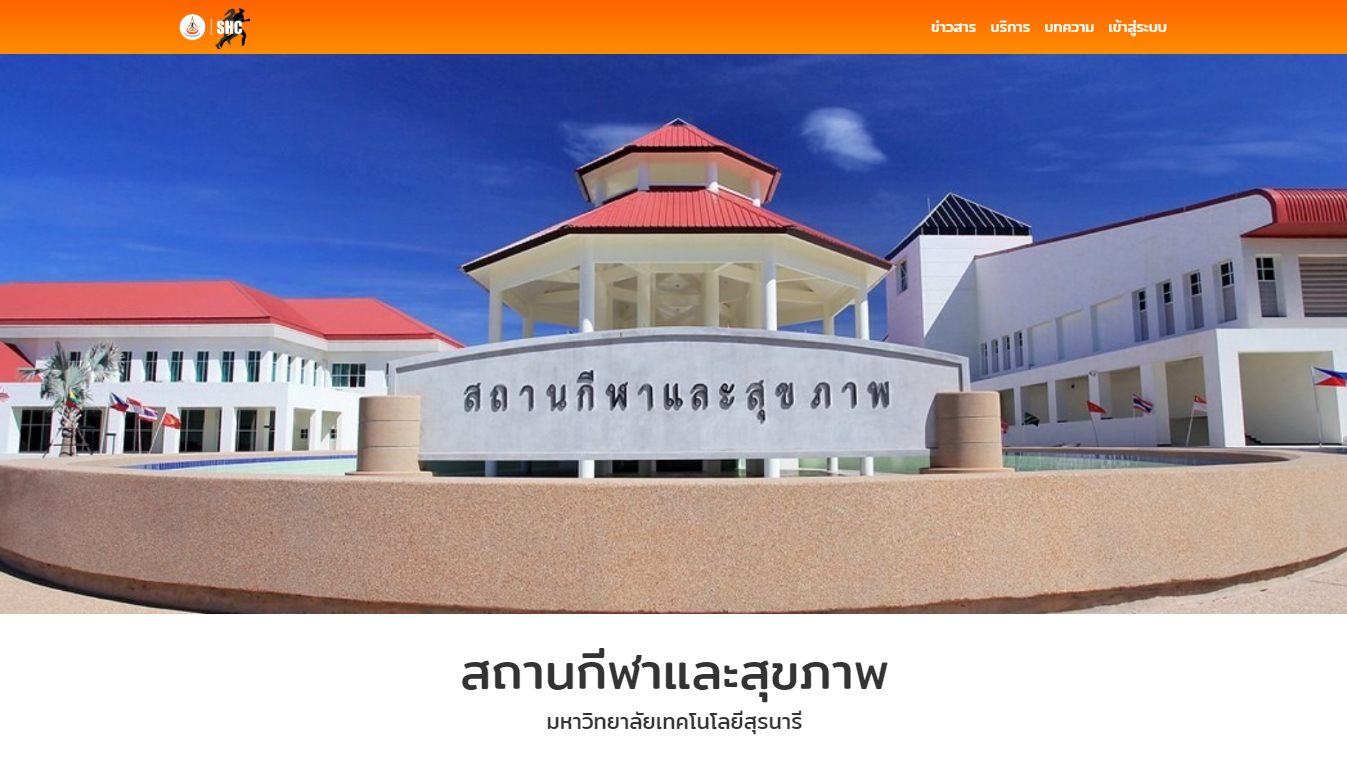 SHC
ข่าวสาร บริการ บทความ เข้าสู่ระบบ
สถานกีฬาและสุขภาพ
สถานกีฬาและสุขภาพ
มหาวิทยาลัยเทคโนโลยีสุรนารี